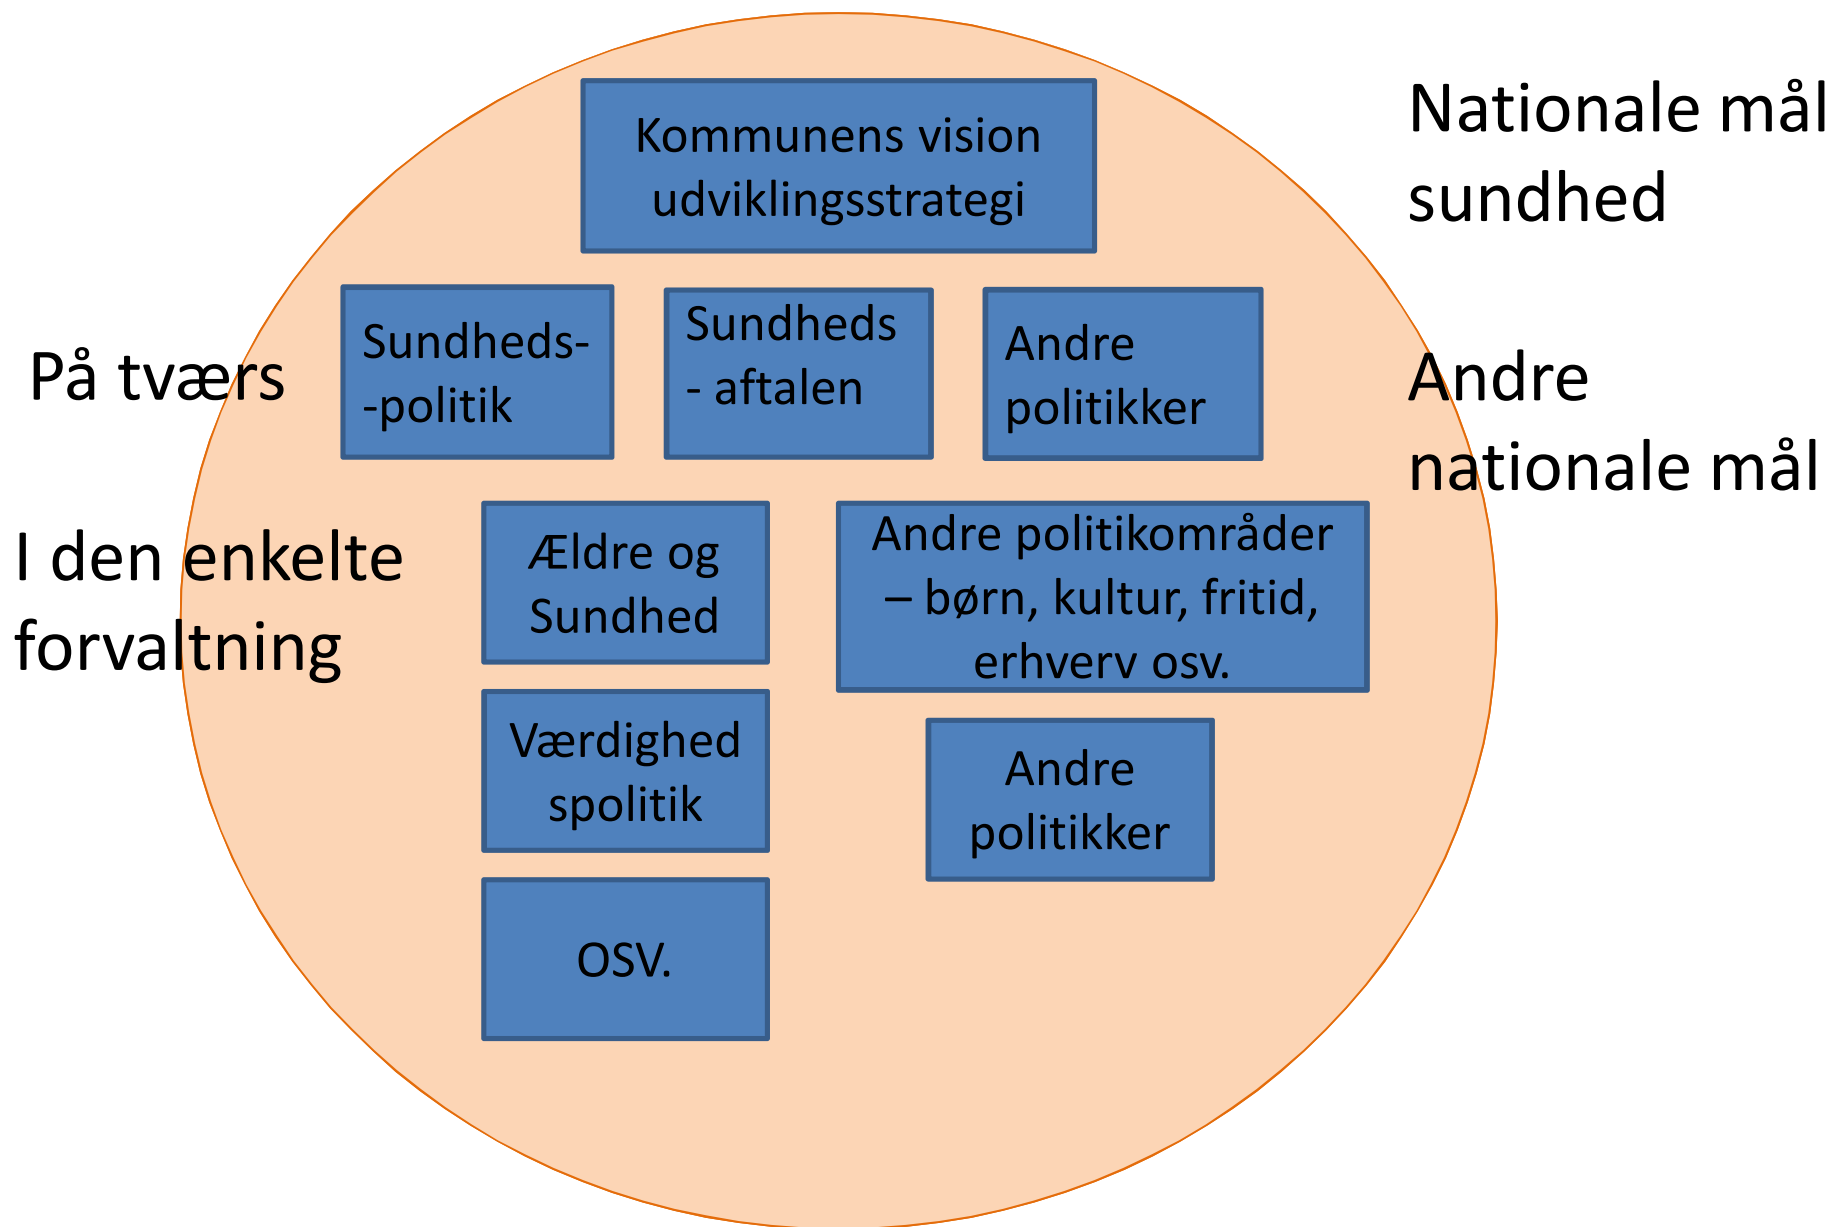 Kommunens vision
udviklingsstrategi
Nationale mål
sundhed
På tværs
Sundheds-
-politik
Sundheds
- aftalen
Andre
politikker
Andre
nationale mål
I den enkelte
forvaltning
Ældre og
Sundhed
Andre politikområder
– børn, kultur, fritid,
erhverv osv.
Værdighed
spolitik
Andre
politikker
OSV.